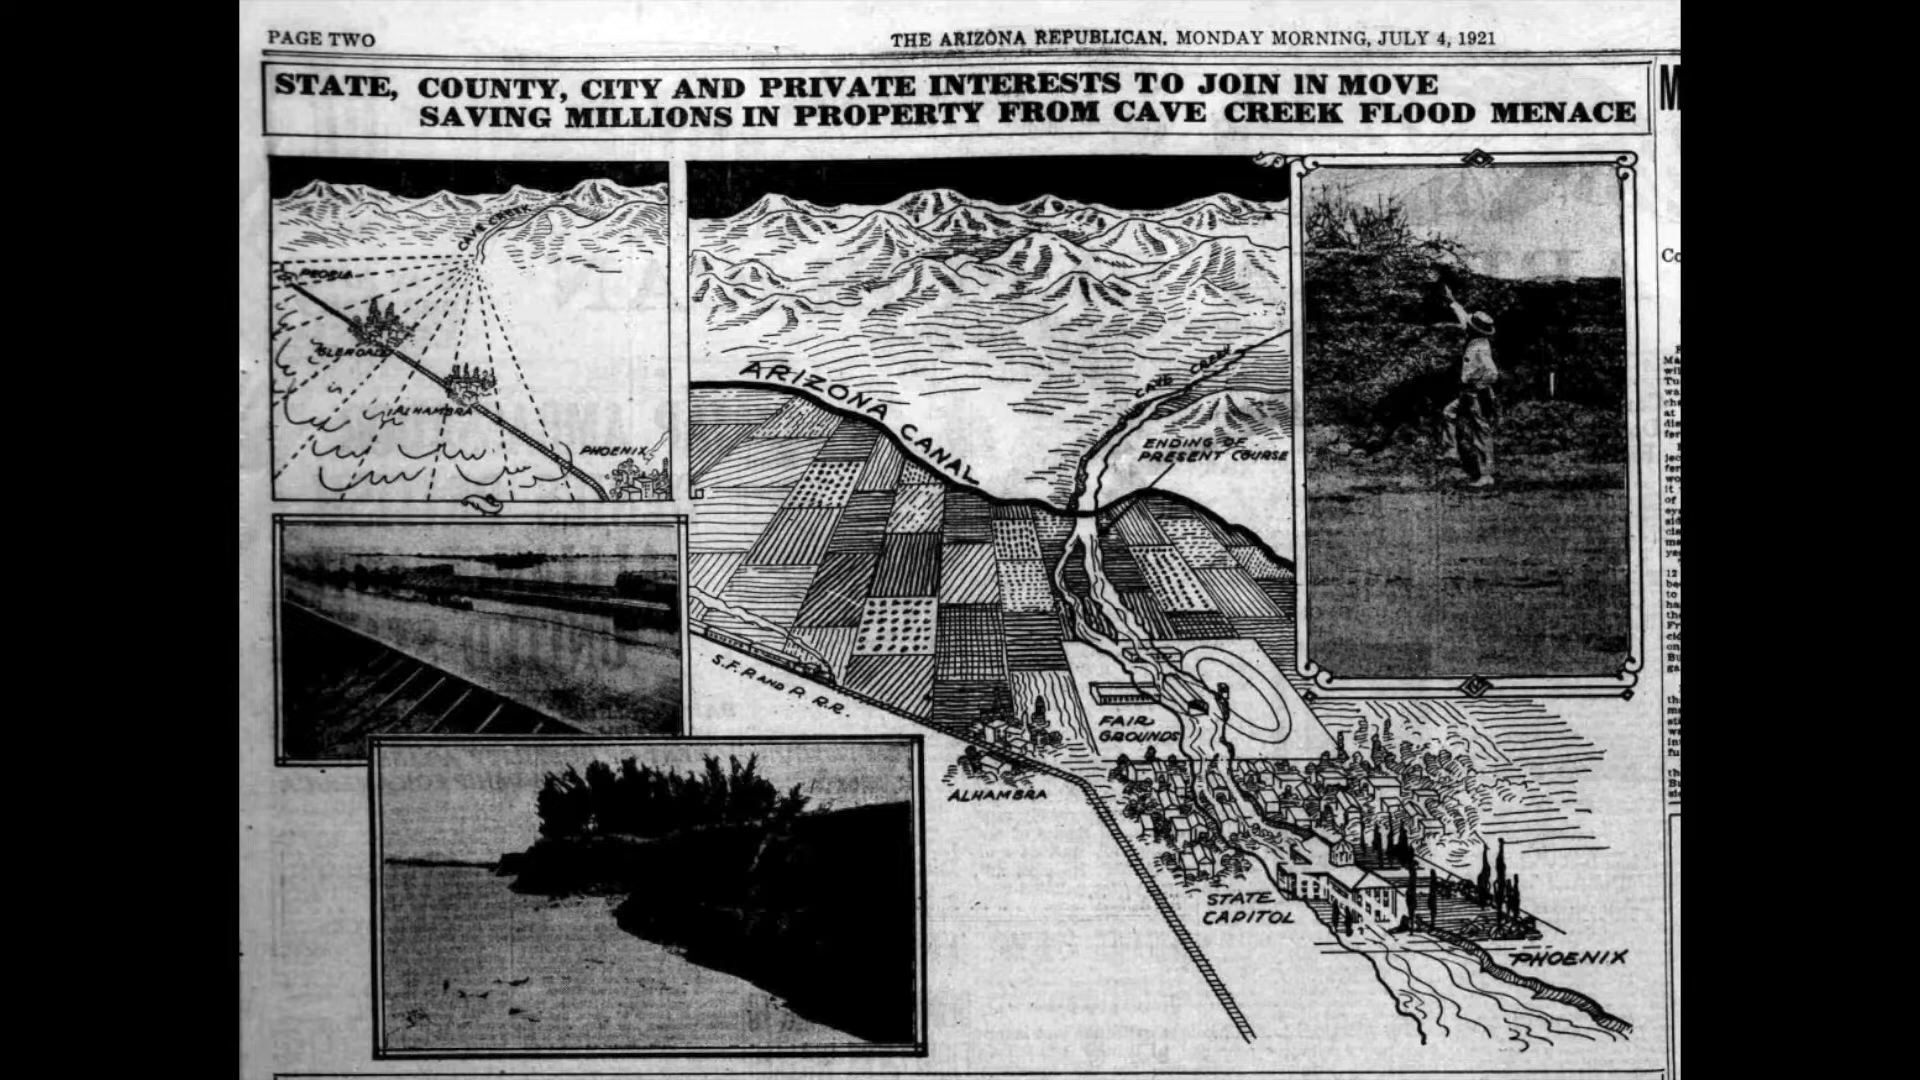 PAGE TWO
THE ARIZONA REPUBLICAN, MONDAY MORNING, JULY 4, 1921
STATE, COUNTY, CITY AND PRIVATE INTERESTS TO JOIN IN MOVE
SAVING MILLIONS IN PROPERTY FROM CAVE CREEK FLOOD MENACE
M
CAVE CREEK
PEORIA
GLENDALE
ALHAMBRA
PHOENIX
ARIZONA CANAL
CAVE CREEK
ENDING OF
PRESENT COURSE
S.F.P. AND P. R.R.
FAIR
GROUNDS
ALHAMBRA
STATE
CAPITOL
PHOENIX